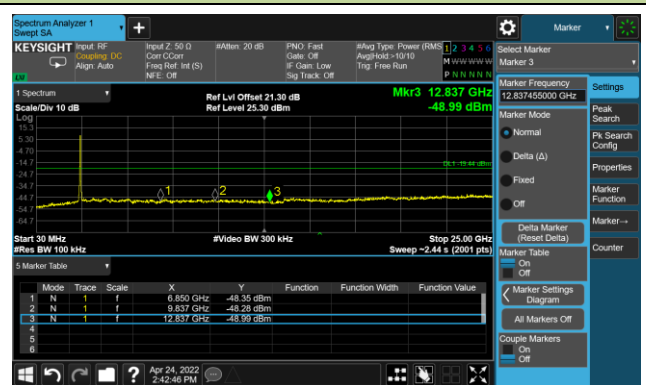 Spectrum Analyzer 1
Swept SA
Marker
KEYSIGHT
Input: RF
Coupling: DC
Align: Auto
Input Z: 50 Ω
Corr CCorr
Freq Ref: Int (S)
NFE: Off
#Atten: 20 dB
PNO: Fast
Gate: Off
IF Gain: Low
Sig Track: Off
#Avg Type: Power (RMS
Avg|Hold:>10/10
Trig: Free Run
1 2 3 4 5 6
M W W W W W
P N N N N N
LXI
Select Marker
Marker 3
1 Spectrum
Scale/Div 10 dB
Ref Lvl Offset 21.30 dB
Ref Level 25.30 dBm
Mkr3 12.837 GHz
-48.99 dBm
Log
15.3
5.30
-4.70
-14.7
-24.7
-34.7
-44.7
-54.7
-64.7
DL1 -19.44 dBm
1
2
3
Start 30 MHz
#Res BW 100 kHz
#Video BW 300 kHz
Stop 25.00 GHz
Sweep ~2.44 s (2001 pts)
5 Marker Table
Mode Trace Scale X Y Function Function Width Function Value
1 N 1 f 6.850 GHz -48.35 dBm
2 N 1 f 9.837 GHz -48.28 dBm
3 N 1 f 12.837 GHz -48.99 dBm
4
5
6
Marker Frequency
12.837455000 GHz
Marker Mode
Normal
Delta (Δ)
Fixed
Off
Delta Marker
(Reset Delta)
Marker Table
On
Off
Marker Settings
Diagram
All Markers Off
Couple Markers
On
Off
Settings
Peak
Search
Pk Search
Config
Properties
Marker
Function
Marker→
Counter
?
Apr 24, 2022
2:42:46 PM